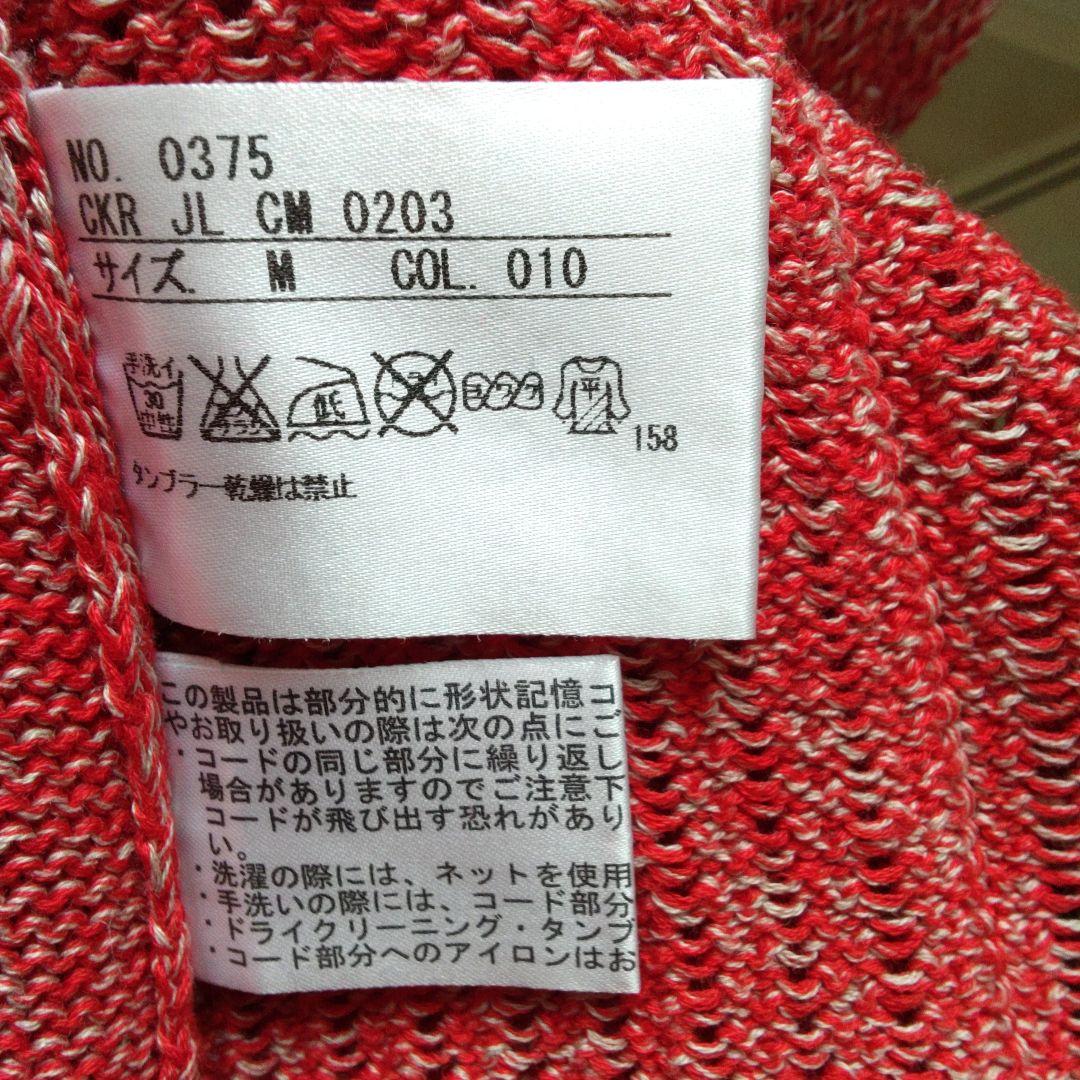 NO. 0375
CKR JL CM 0203
サイズ. M COL. 010
手洗イ
30
中性
低
平
158
タンブラー乾燥は禁止
この製品は部分的に形状記憶コ
やお取り扱いの際は次の点にご
・コードの同じ部分に繰り返し
場合がありますのでご注意下
コードが飛び出す恐れがあり
い。
・洗濯の際には、ネットを使用
・手洗いの際には、コード部分
・ドライクリーニング・タンブ
・コード部分へのアイロンはお